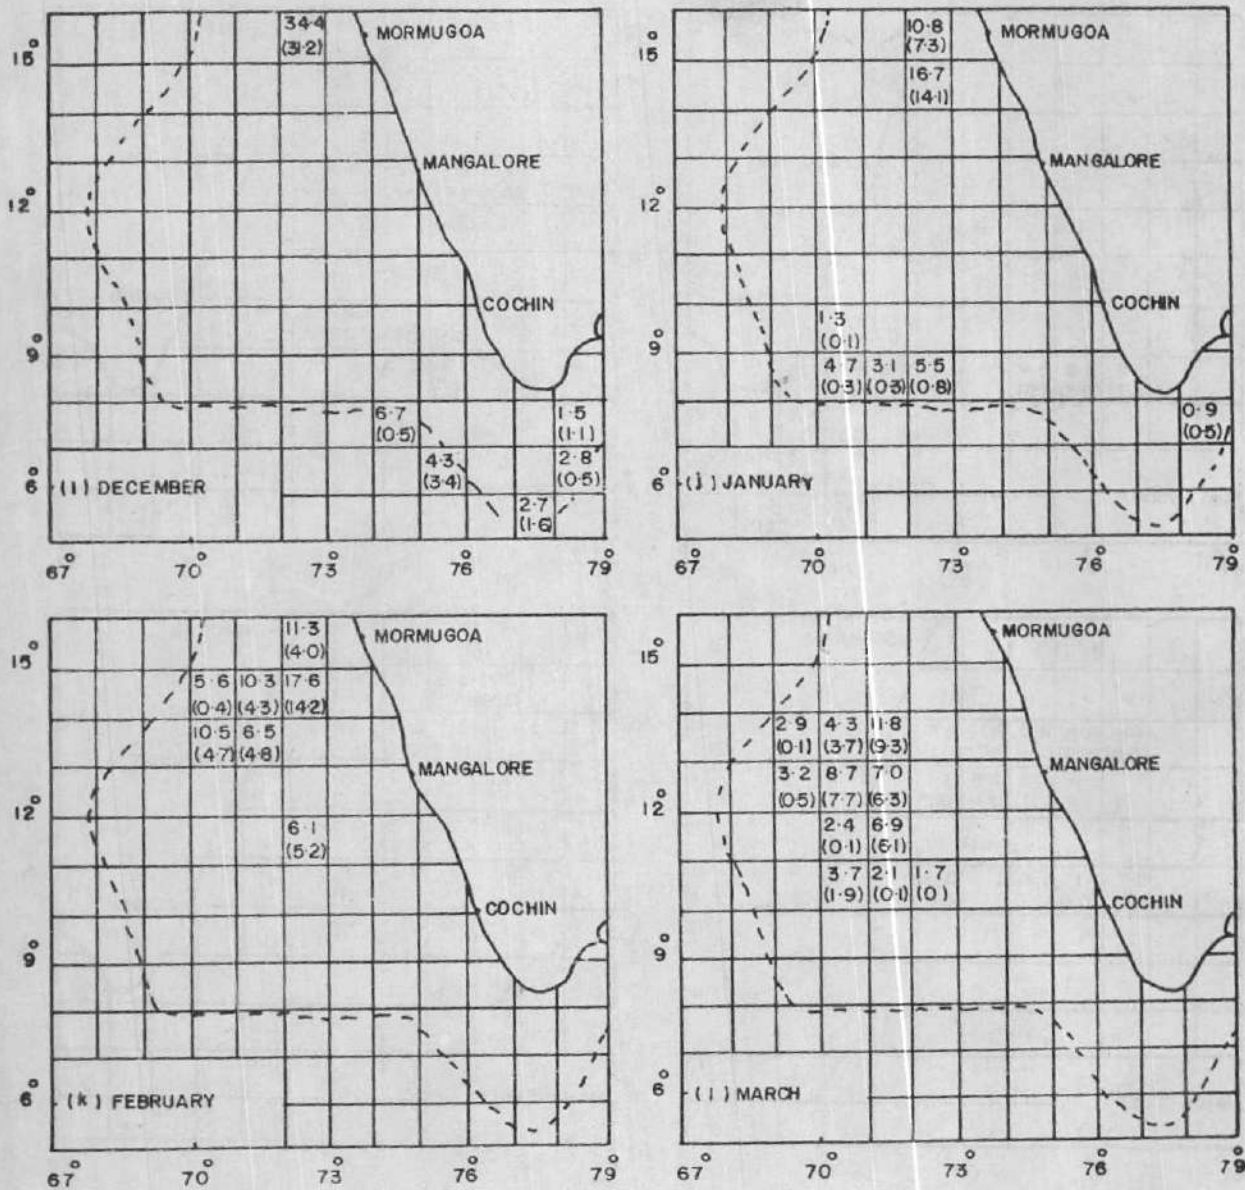 34·4
(31·2)
MORMUGOA
15°
MANGALORE
12°
COCHIN
9°
6·7
(0·5)
1·5
(1·1)
4·3
(3·4)
2·8
(0·5)
6°
(i) DECEMBER
2·7
(1·6)
67° 70° 73° 76° 79°
10·8
(7·3)
MORMUGOA
15°
16·7
(14·1)
MANGALORE
12°
COCHIN
1·3
(0·1)
9°
4·7 3·1 5·5
(0·3) (0·3) (0·8)
0·9
(0·5)
6°
(j) JANUARY
67° 70° 73° 76° 79°
11·3
(4·0)
MORMUGOA
15°
5·6 10·3 17·6
(0·4) (4·3) (14·2)
10·5 6·5
(4·7) (4·8)
MANGALORE
12°
6·1
(5·2)
COCHIN
9°
6°
(k) FEBRUARY
67° 70° 73° 76° 79°
MORMUGOA
15°
2·9 4·3 11·8
(0·1) (3·7) (9·3)
MANGALORE
3·2 8·7 7·0
(0·5) (7·7) (6·3)
12°
2·4 6·9
(0·1) (6·1)
3·7 2·1 1·7
(1·9) (0·1) (0)
COCHIN
9°
6°
(l) MARCH
67° 70° 73° 76° 79°